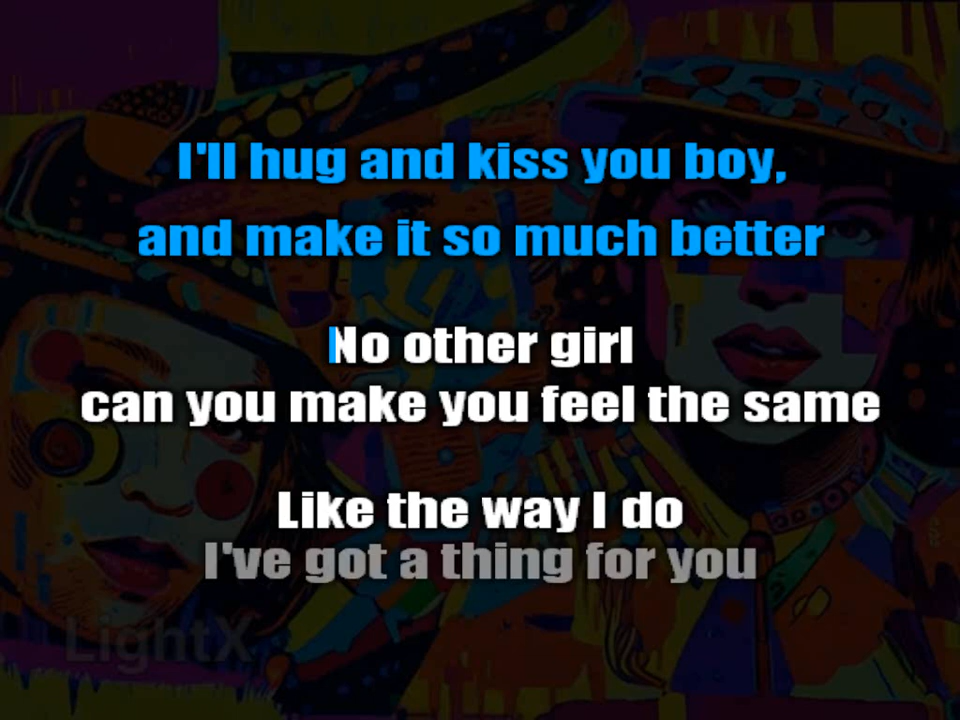 I'll hug and kiss you boy,
and make it so much better
No other girl
can you make you feel the same
Like the way I do
I've got a thing for you
LightX